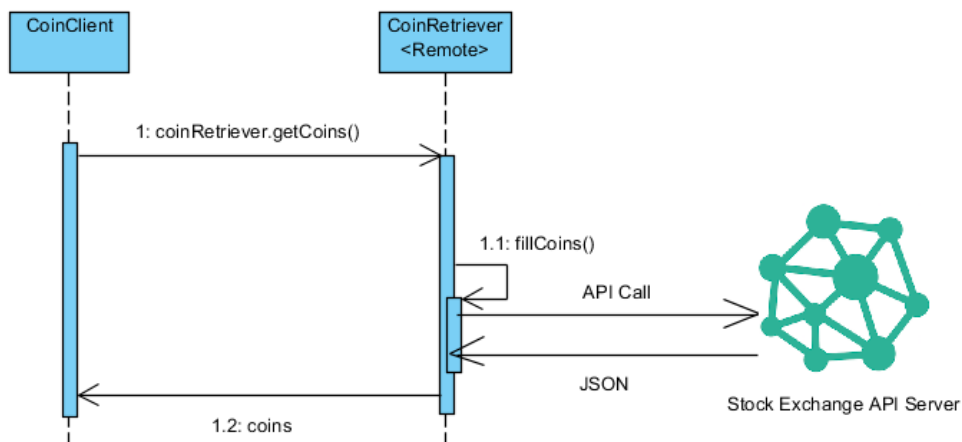 CoinClient
CoinRetriever
<Remote>
1: coinRetriever.getCoins()
1.1: fillCoins()
API Call
JSON
Stock Exchange API Server
1.2: coins